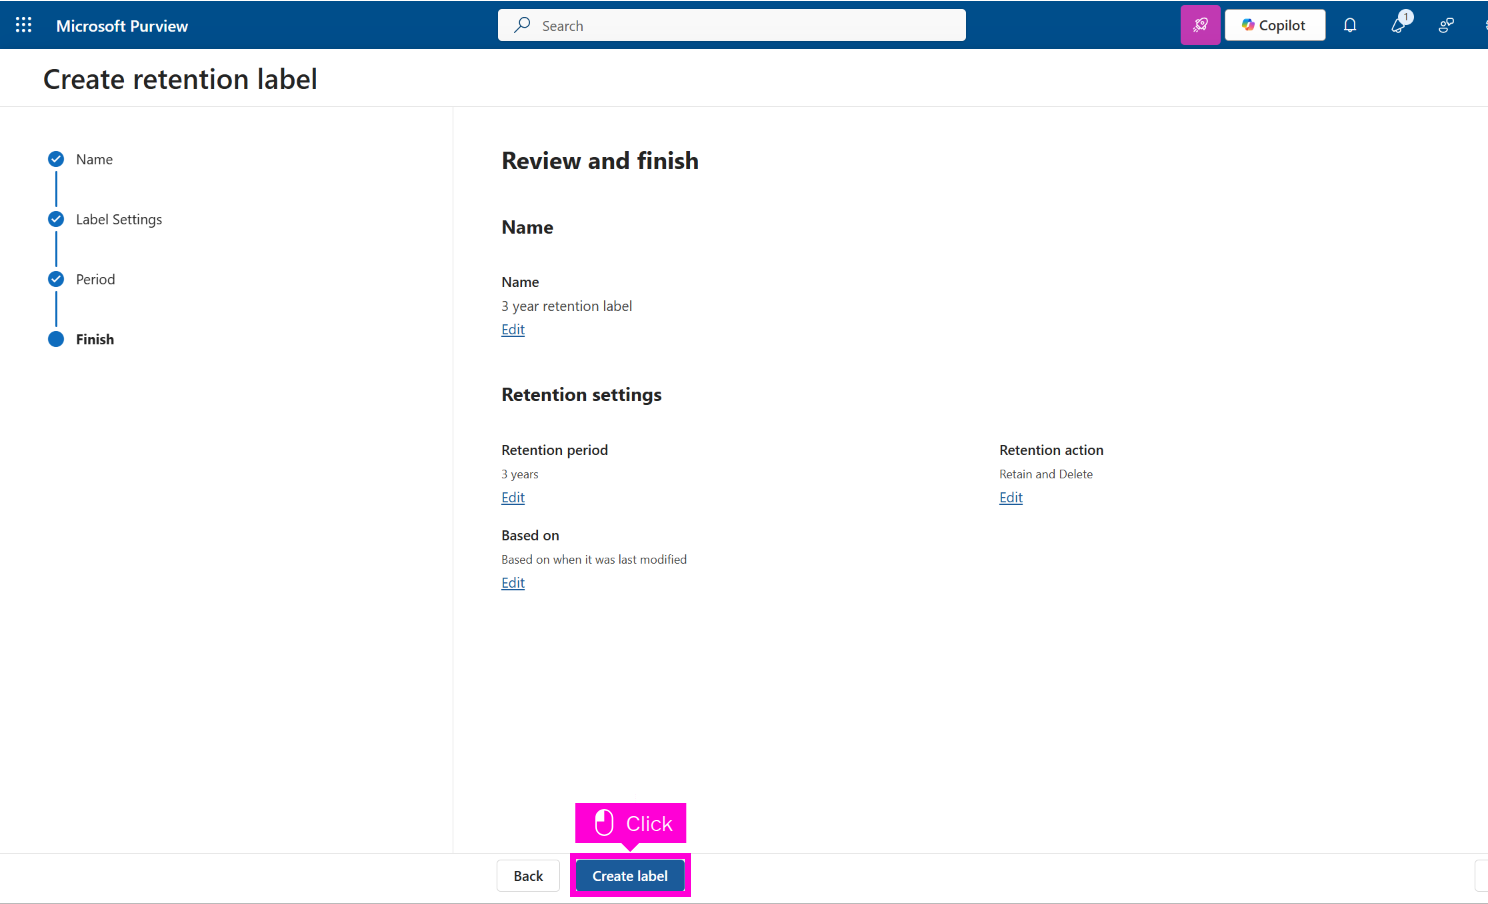 Microsoft Purview
Search
Copilot
1
Create retention label
Name
Label Settings
Period
Finish
Review and finish
Name
Name
3 year retention label
Edit
Retention settings
Retention period
3 years
Edit
Retention action
Retain and Delete
Edit
Based on
Based on when it was last modified
Edit
Click
Back
Create label